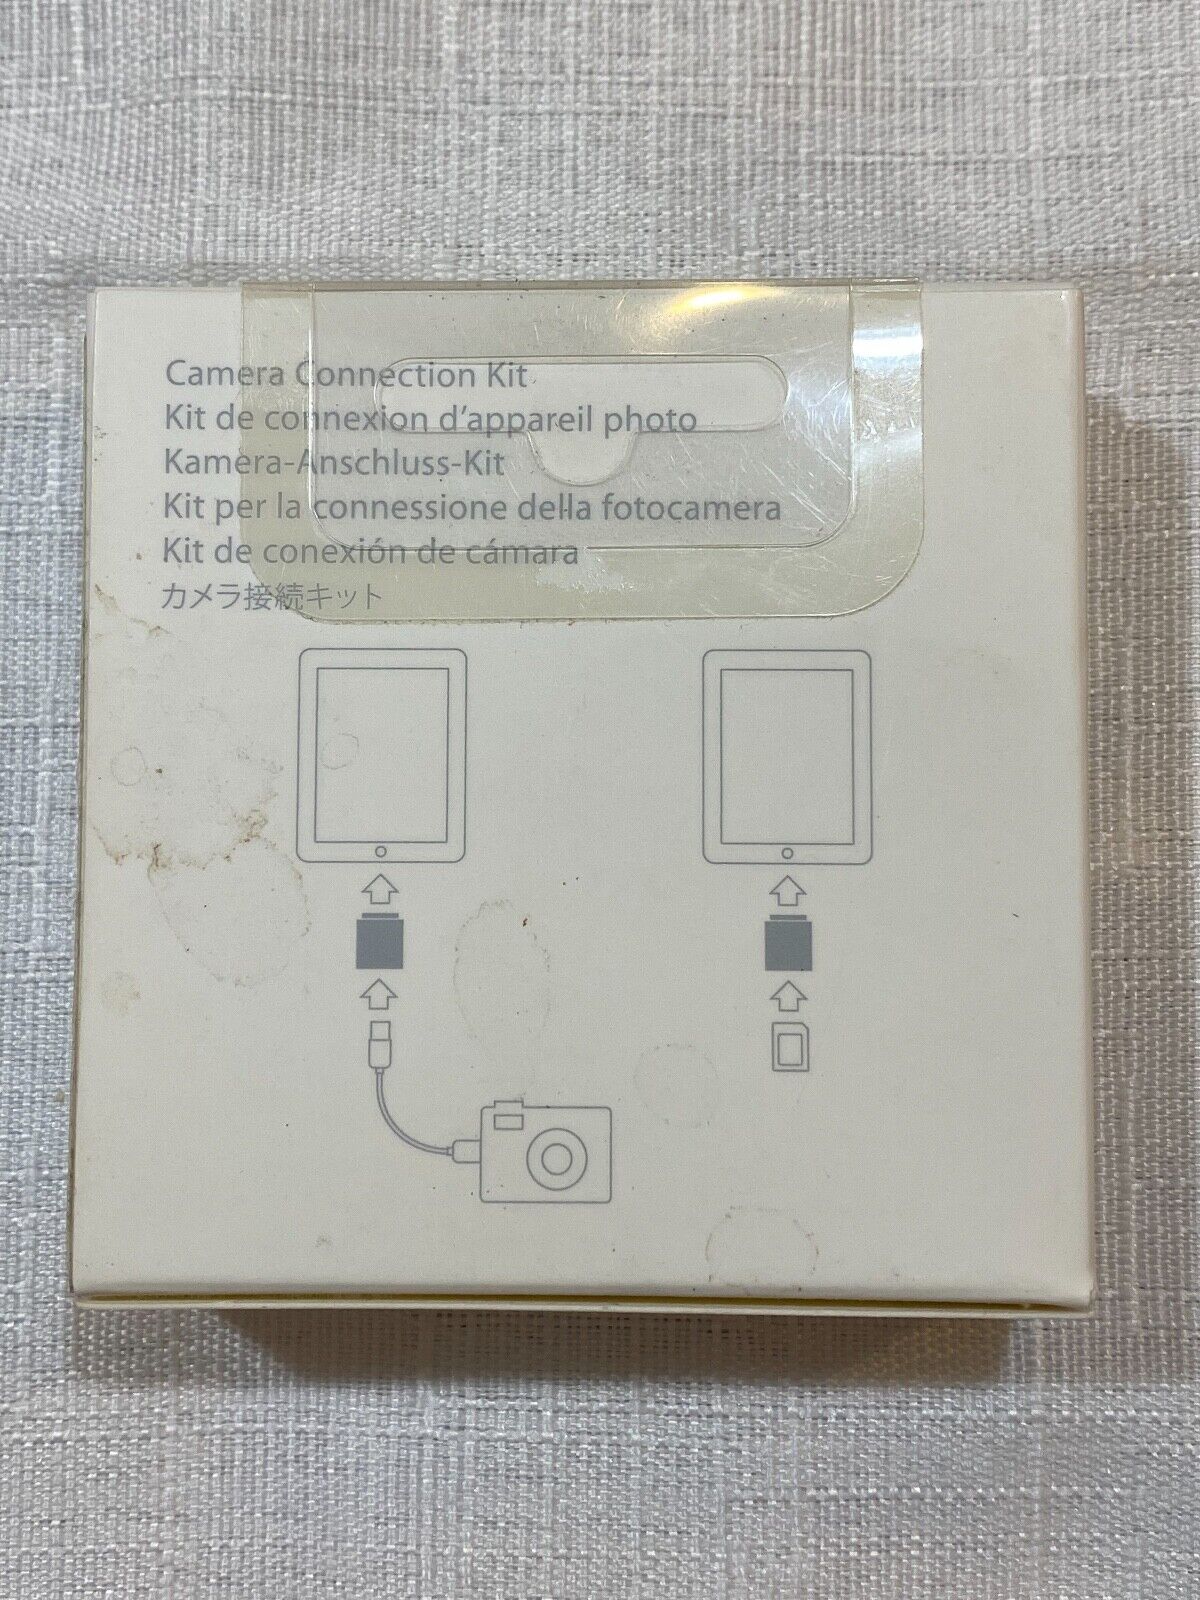 Camera Connection Kit
Kit de connexion d'appareil photo
Kamera-Anschluss-Kit
Kit per la connessione della fotocamera
Kit de conexión de cámara
カメラ接続キット